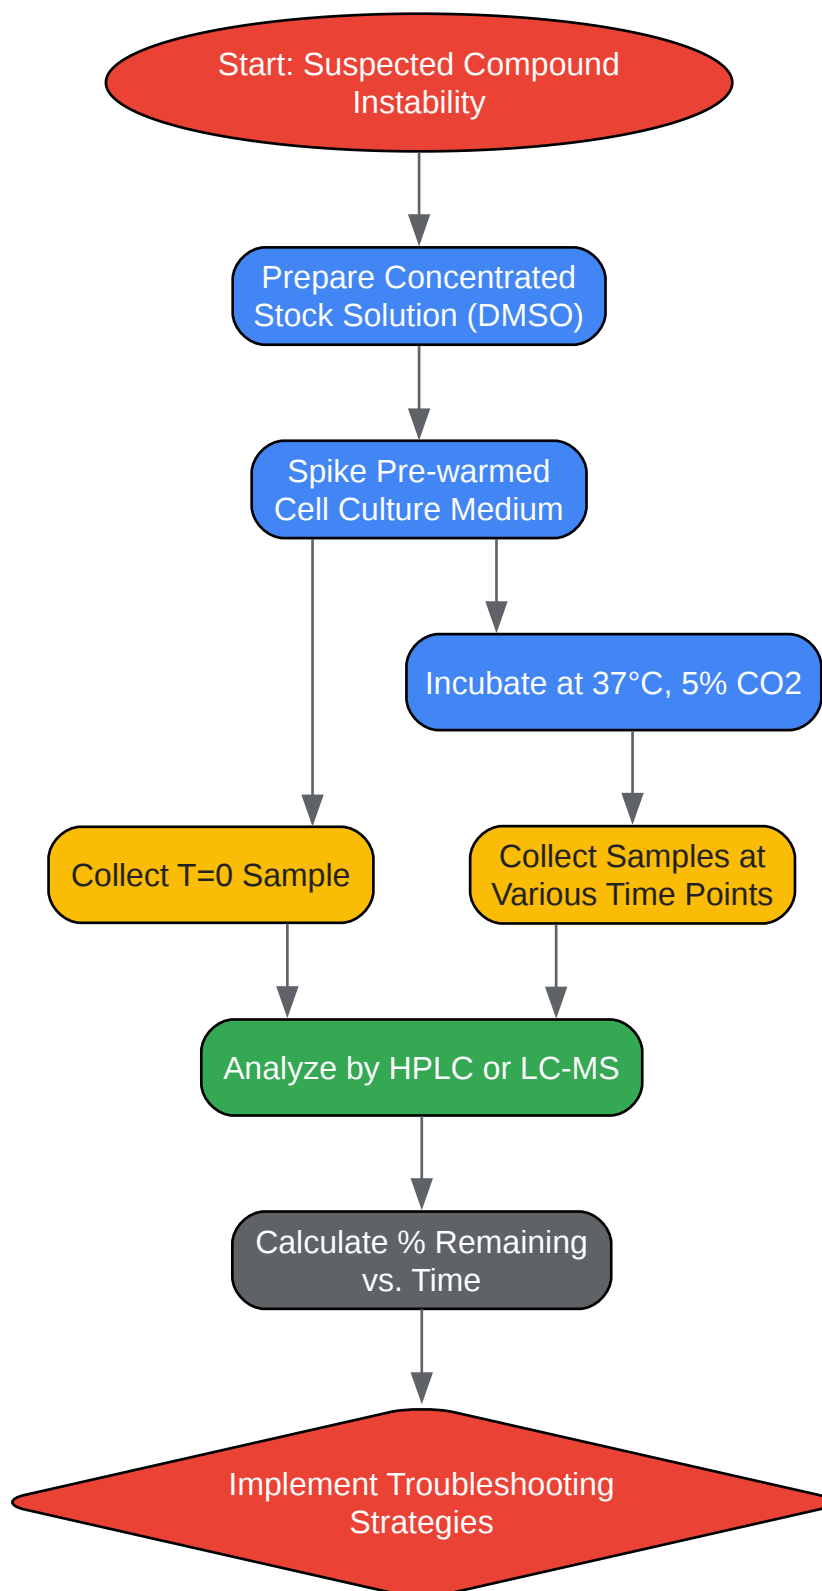 Start: Suspected Compound
Instability
Prepare Concentrated
Stock Solution (DMSO)
Spike Pre-warmed
Cell Culture Medium
Incubate at 37°C, 5% CO2
Collect T=0 Sample
Collect Samples at
Various Time Points
Analyze by HPLC or LC-MS
Calculate % Remaining
vs. Time
Implement Troubleshooting
Strategies